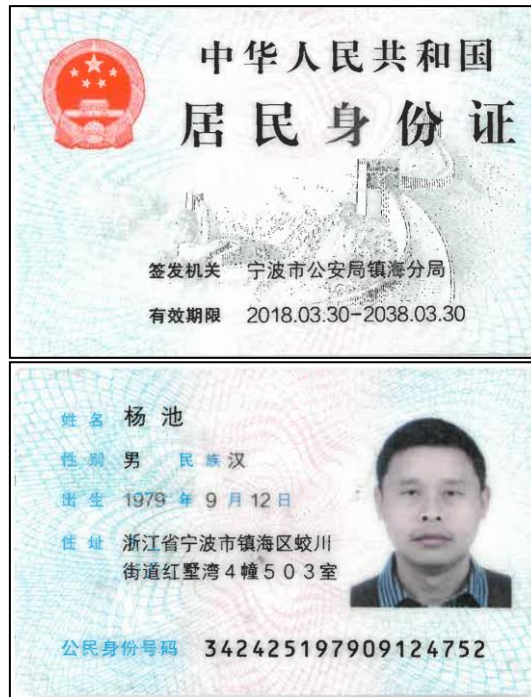 中华人民共和国
居民身份证
签发机关 宁波市公安局镇海分局
有效期限 2018.03.30-2038.03.30
姓名 杨池
性别 男 民族 汉
出生 1979 年 9 月 12 日
住址 浙江省宁波市镇海区蛟川
街道红墅湾4幢503室
公民身份号码 342425197909124752